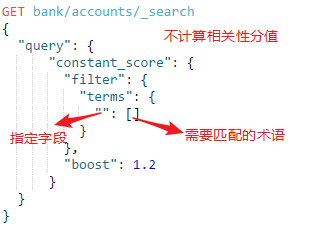 GET bank/accounts/_search
{
不计算相关性分值
"query": {
"constant_score": {
"filter": {
"terms": {
"": []
指定字段
}
需要匹配的术语
},
"boost": 1.2
}
}
}